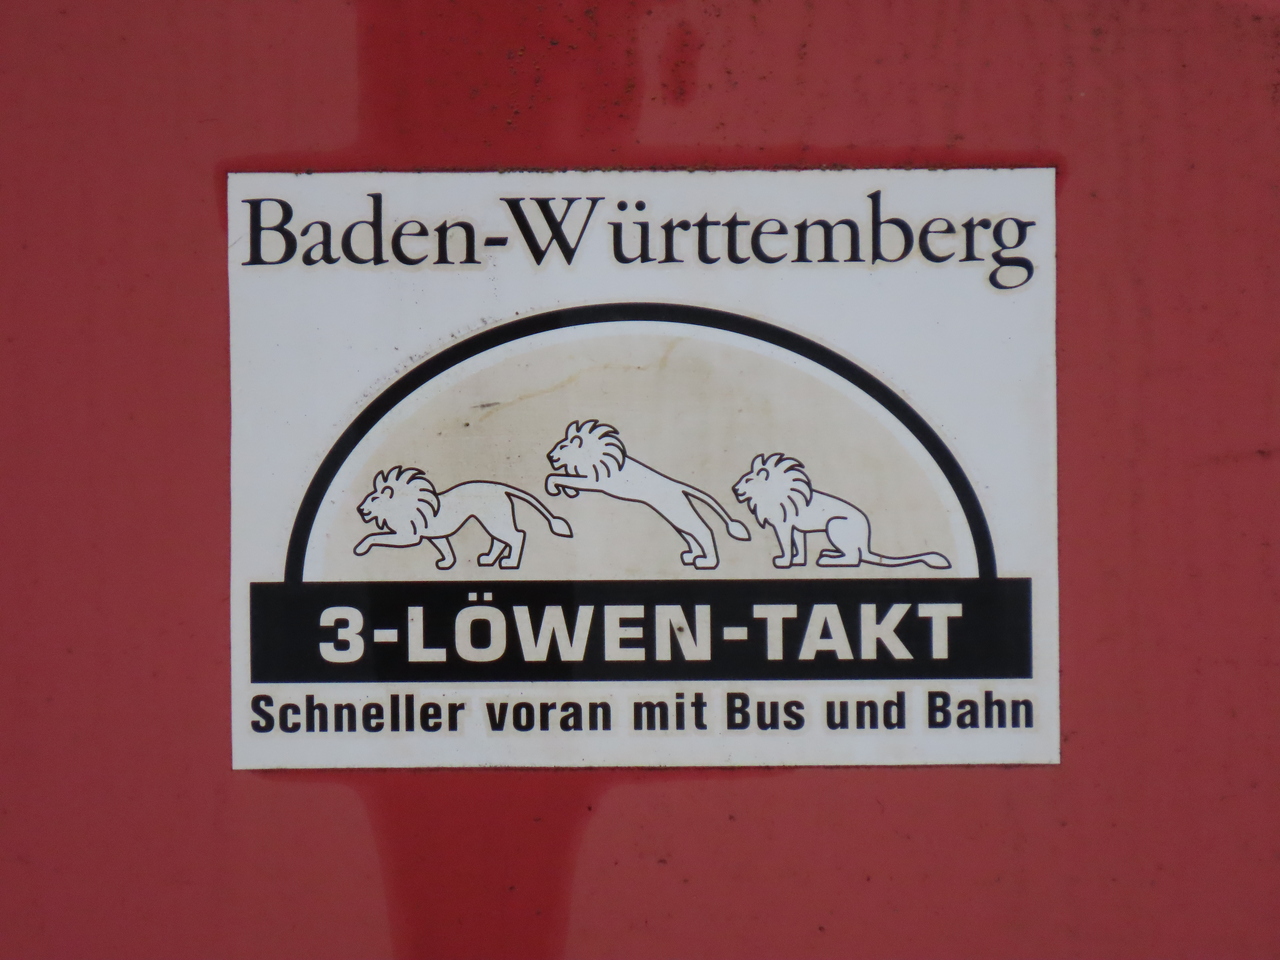 Baden-Württemberg
3-LÖWEN-TAKT
Schneller voran mit Bus und Bahn